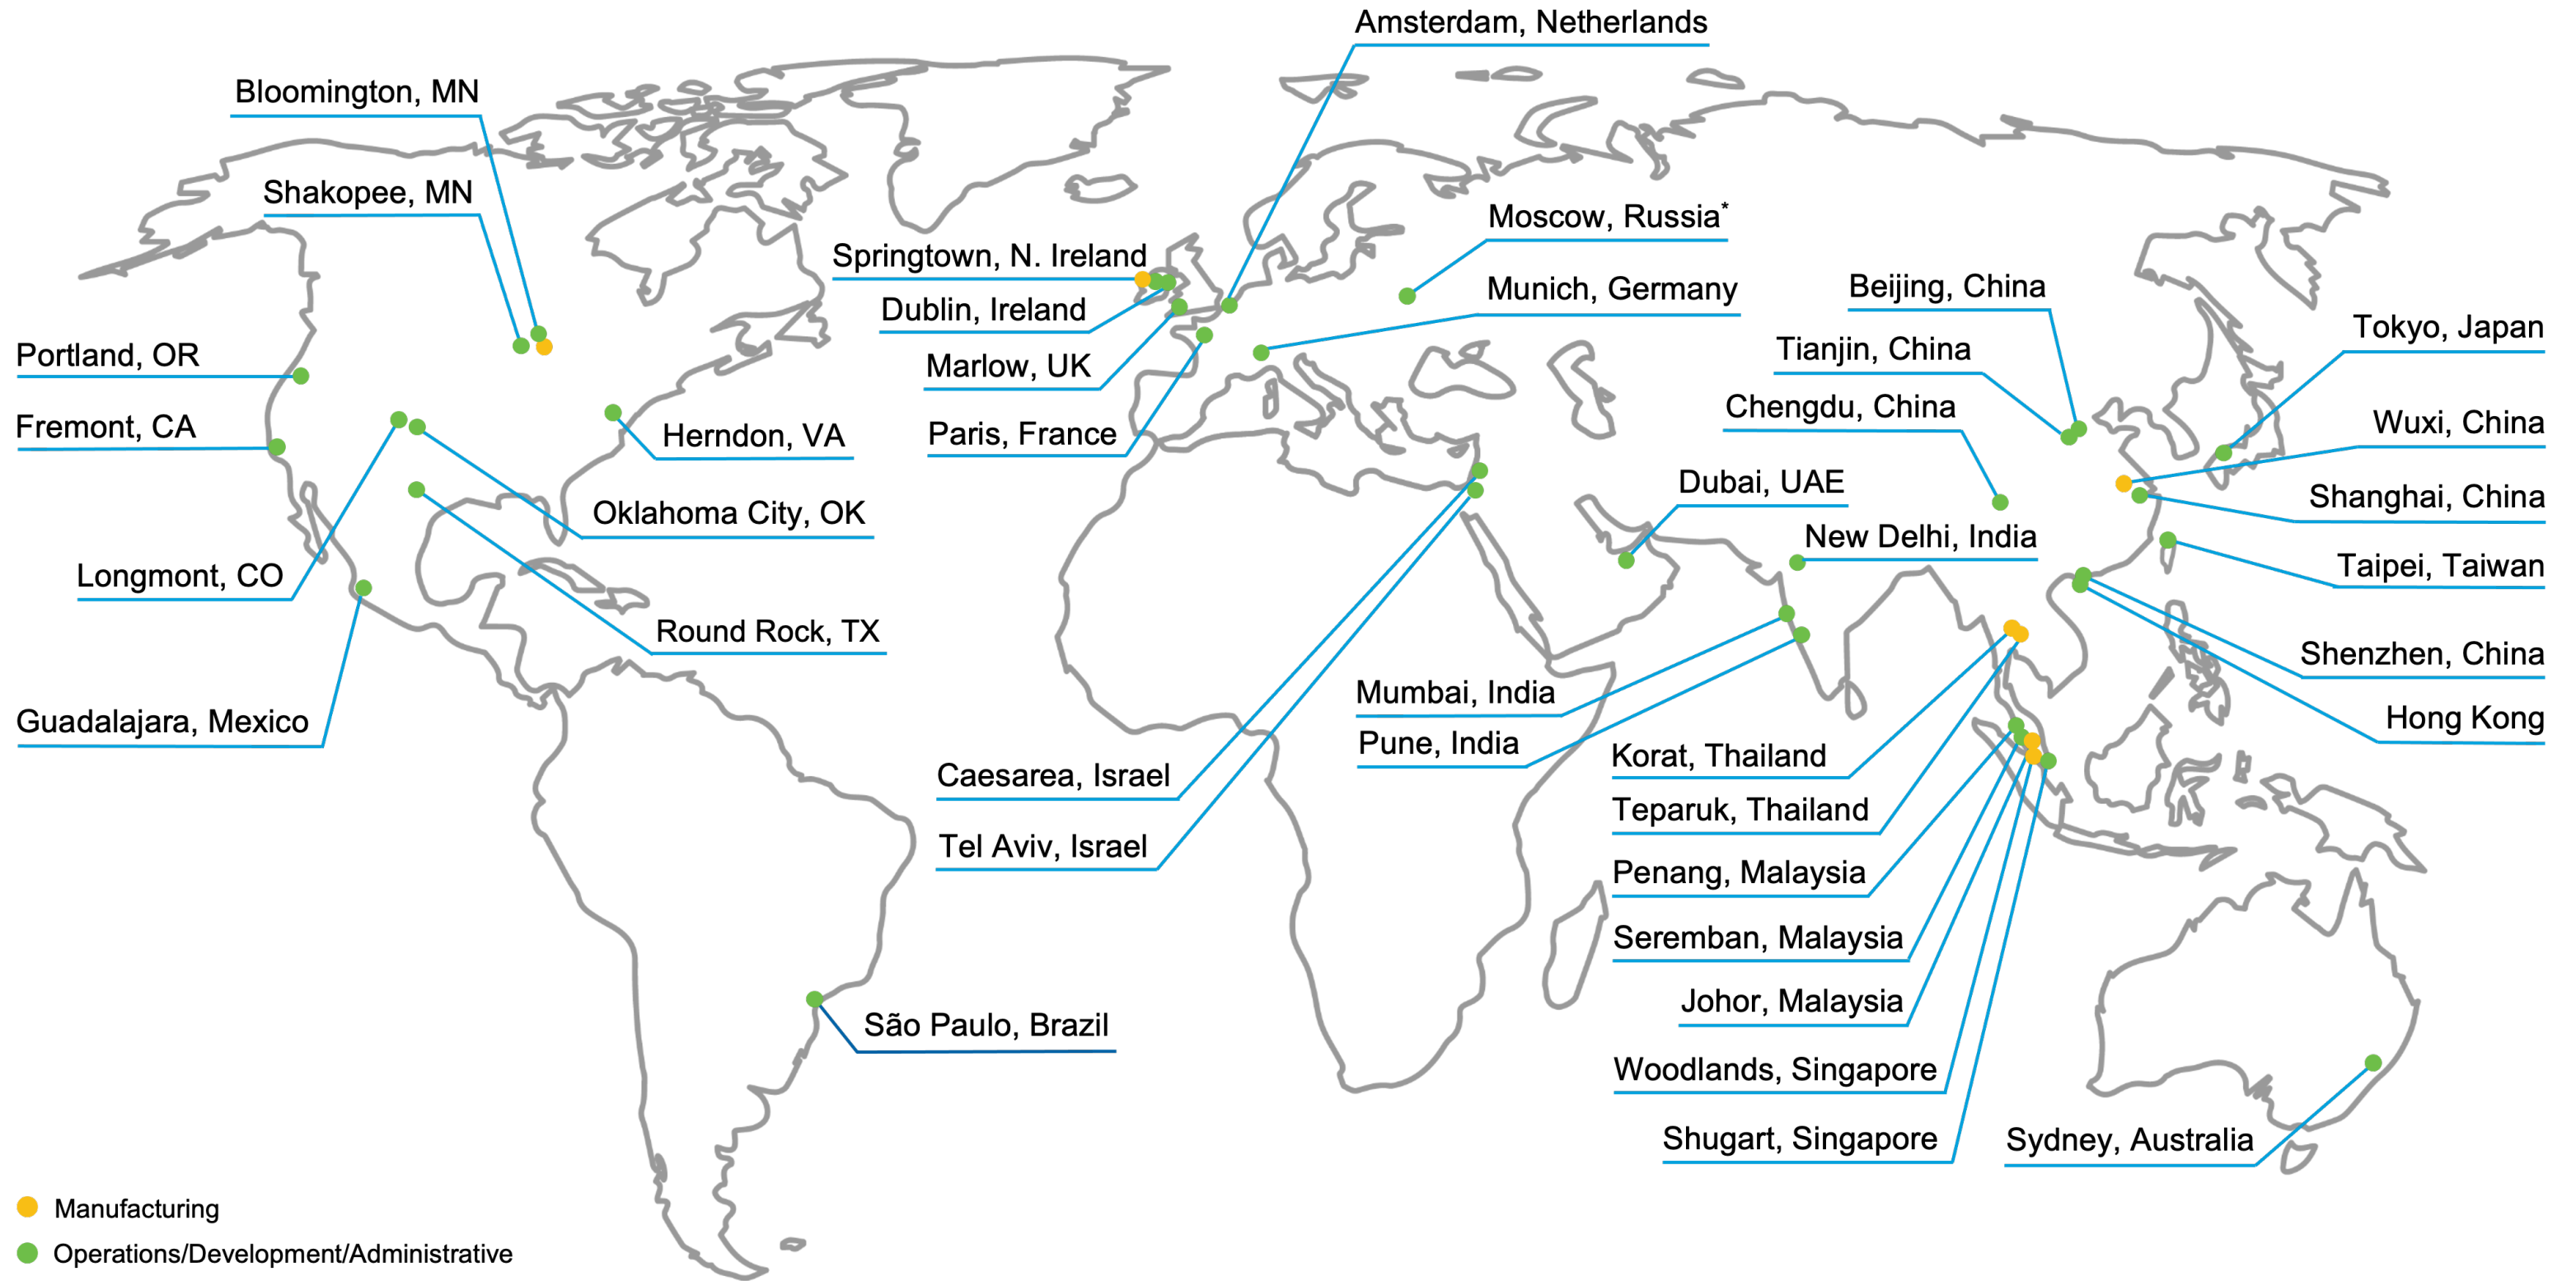 Amsterdam, Netherlands
Bloomington, MN
Shakopee, MN
Moscow, Russia*
Springtown, N. Ireland
Munich, Germany
Beijing, China
Dublin, Ireland
Tokyo, Japan
Portland, OR
Marlow, UK
Tianjin, China
Chengdu, China
Fremont, CA
Herndon, VA
Paris, France
Wuxi, China
Dubai, UAE
Shanghai, China
Oklahoma City, OK
New Delhi, India
Longmont, CO
Taipei, Taiwan
Round Rock, TX
Shenzhen, China
Mumbai, India
Guadalajara, Mexico
Hong Kong
Pune, India
Korat, Thailand
Caesarea, Israel
Teparuk, Thailand
Tel Aviv, Israel
Penang, Malaysia
Seremban, Malaysia
Johor, Malaysia
São Paulo, Brazil
Woodlands, Singapore
Shugart, Singapore
Sydney, Australia
Manufacturing
Operations/Development/Administrative